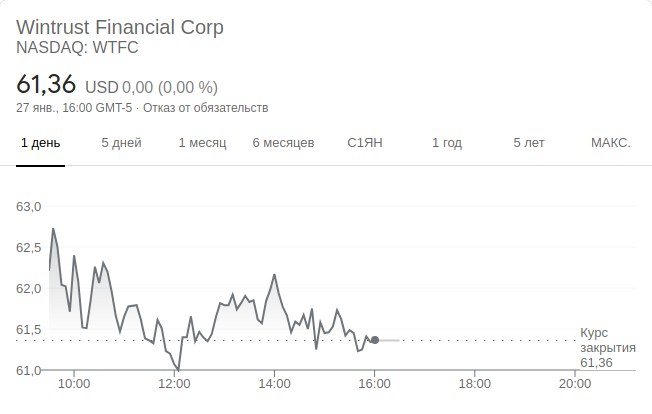 Wintrust Financial Corp
NASDAQ: WTFC
61,36 USD 0,00 (0,00 %)
27 янв., 16:00 GMT-5 · Отказ от обязательств
1 день 5 дней 1 месяц 6 месяцев С1ЯН 1 год 5 лет МАКС.
63,0
62,5
62,0
61,5
Курс
закрытия
61,36
61,0
10:00 12:00 14:00 16:00 18:00 20:00